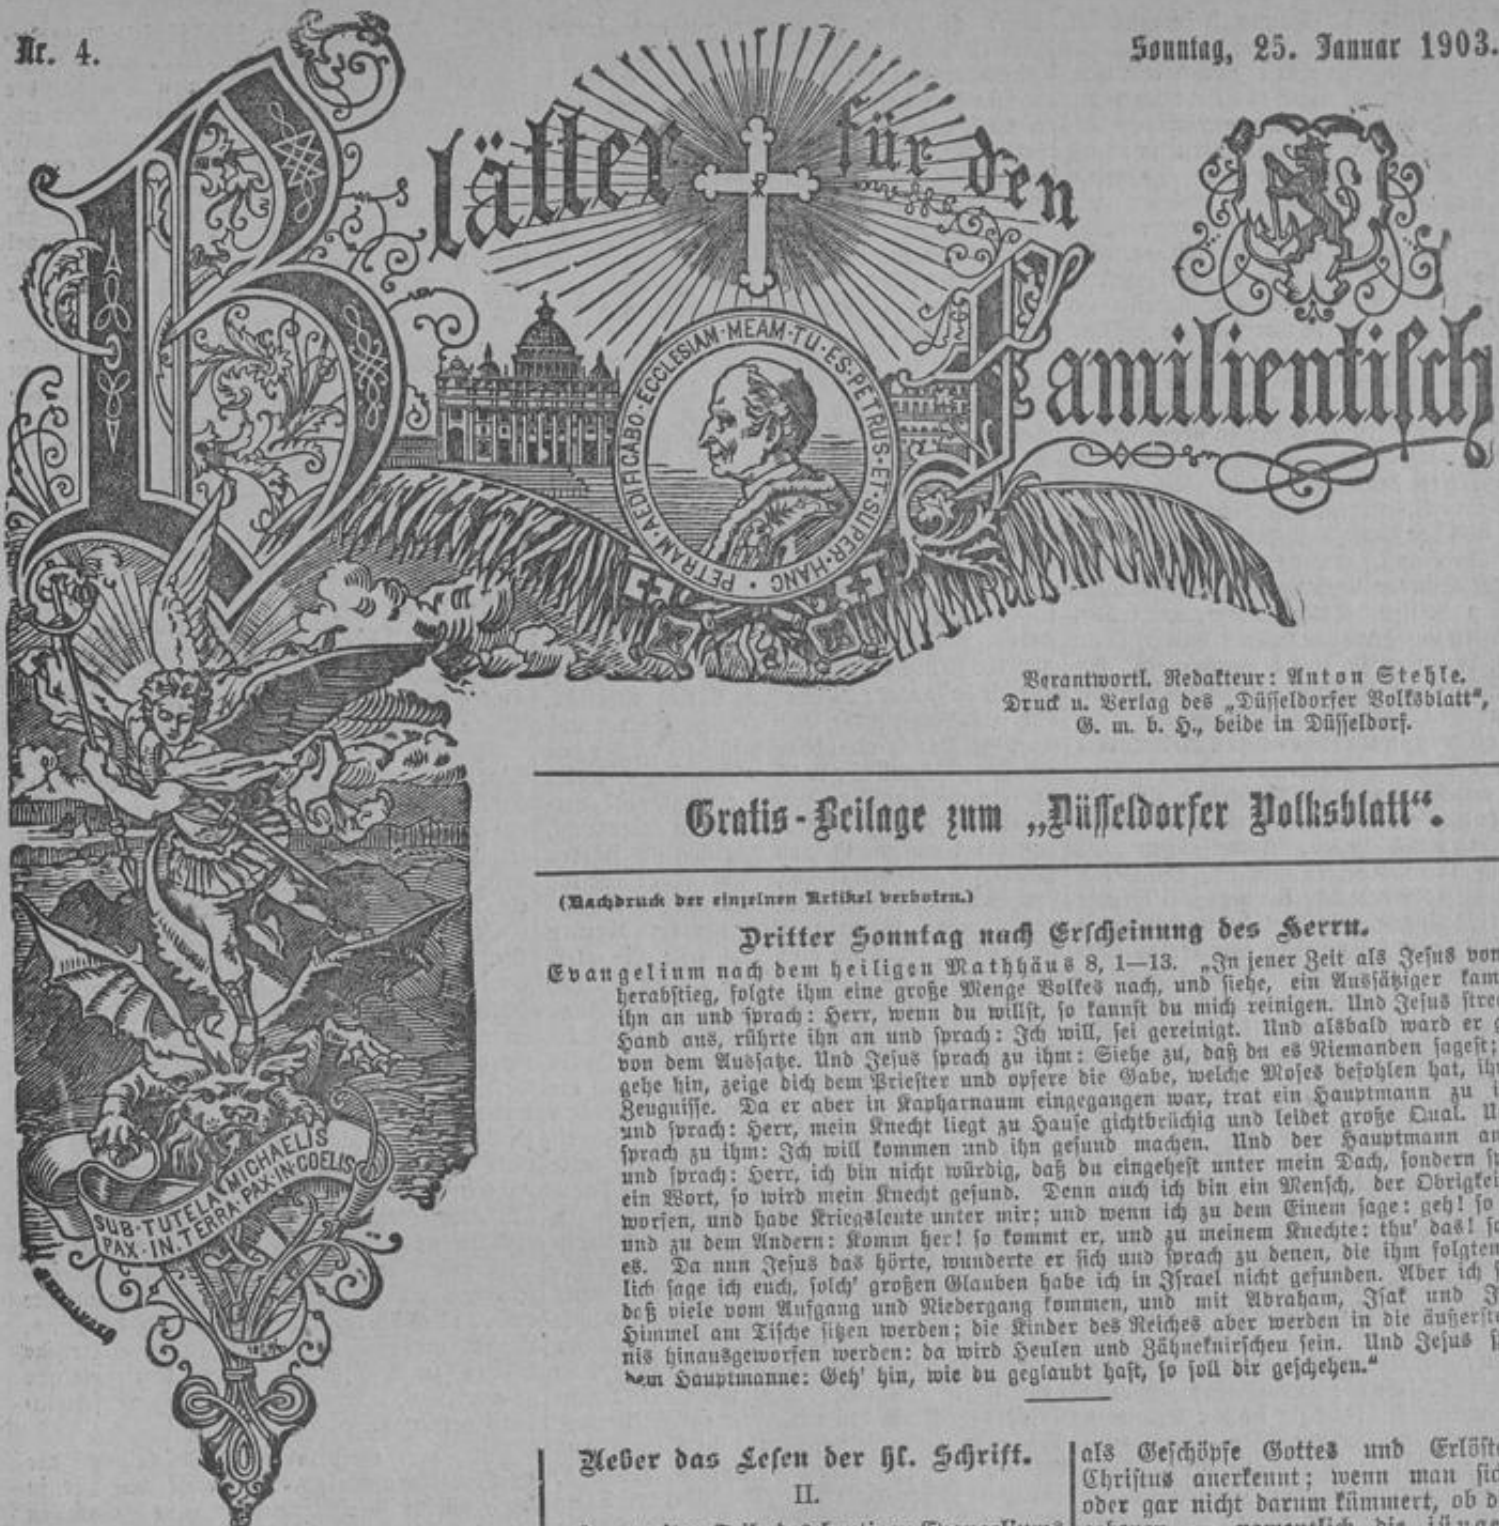 Nr. 4.
Sonntag, 25. Januar 1903.
Blätter für den
Familientisch
AEDIFICABO · ECCLESIAM · MEAM · TU · ES · PETRUS · ET · SUPER · HANC · PETRAM ·
Verantwortl. Redakteur: Anton Stehle.
Druck u. Verlag des „Düsseldorfer Volksblatt“,
G. m. b. H., beide in Düsseldorf.
Gratis-Beilage zum „Düsseldorfer Volksblatt“.
(Nachdruck der einzelnen Artikel verboten.)
Dritter Sonntag nach Erscheinung des Herrn.
Evangelium nach dem heiligen Mathhäus 8, 1—13. „In jener Zeit als Jesus von
herabstieg, folgte ihm eine große Menge Volkes nach, und siehe, ein Aussätziger kam
ihn an und sprach: Herr, wenn du willst, so kannst du mich reinigen. Und Jesus stre
Hand aus, rührte ihn an und sprach: Ich will, sei gereinigt. Und alsbald ward er
von dem Aussatze. Und Jesus sprach zu ihm: Siehe zu, daß du es Niemanden sagest;
gehe hin, zeige dich dem Priester und opfere die Gabe, welche Moses befohlen hat, ih
Zeugnisse. Da er aber in Kapharnaum eingegangen war, trat ein Hauptmann zu i
und sprach: Herr, mein Knecht liegt zu Hause gichtbrüchig und leidet große Qual. U
sprach zu ihm: Ich will kommen und ihn gesund machen. Und der Hauptmann an
und sprach: Herr, ich bin nicht würdig, daß du eingehest unter mein Dach, sondern s
ein Wort, so wird mein Knecht gesund. Denn auch ich bin ein Mensch, der Obrigkei
worfen, und habe Kriegsleute unter mir; und wenn ich zu dem Einem sage: geh! so
und zu dem Andern: Komm her! so kommt er, und zu meinem Knechte: thu' das! so
es. Da nun Jesus das hörte, wunderte er sich und sprach zu denen, die ihm folgten
lich sage ich euch, solch' großen Glauben habe ich in Israel nicht gefunden. Aber ich
daß viele vom Aufgang und Niedergang kommen, und mit Abraham, Isak und J
Himmel am Tische sitzen werden; die Kinder des Reiches aber werden in die äußerste
nis hinausgeworfen werden: da wird Heulen und Zähneknirschen sein. Und Jesus s
dem Hauptmanne: Geh' hin, wie du geglaubt hast, so soll dir geschehen.“
SUB · TUTELA · MICHAELIS
PAX · IN · TERRA · PAX · IN · COELIS
Ueber das Lesen der hl. Schrift.
II.
als Geschöpfe Gottes und Erlöst
Christus anerkennt; wenn man sic
oder gar nicht darum kümmert, ob d